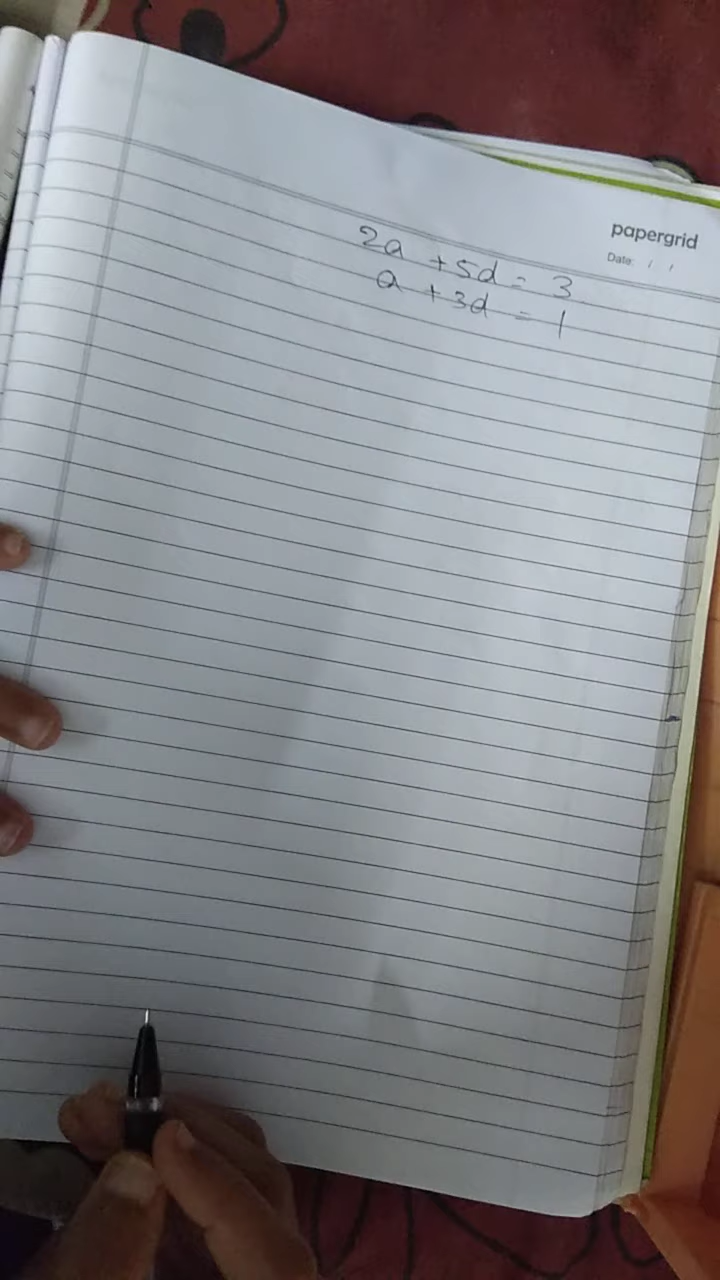 papergrid
Date: / /
2a + 5d = 3
a + 3d = 1